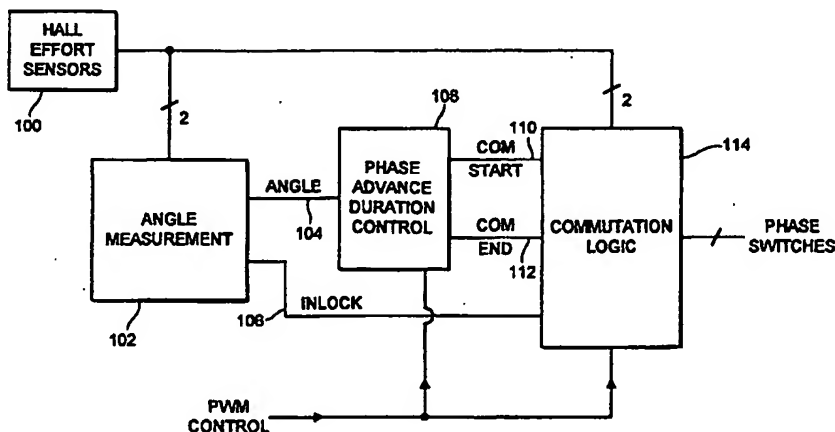 HALL
EFFORT
SENSORS
100
2
2
108
110
114
COM
START
PHASE
ADVANCE
DURATION
CONTROL
ANGLE
104
ANGLE
MEASUREMENT
COM
END
112
COMMUTATION
LOGIC
PHASE
SWITCHES
INLOCK
106
102
PWM
CONTROL